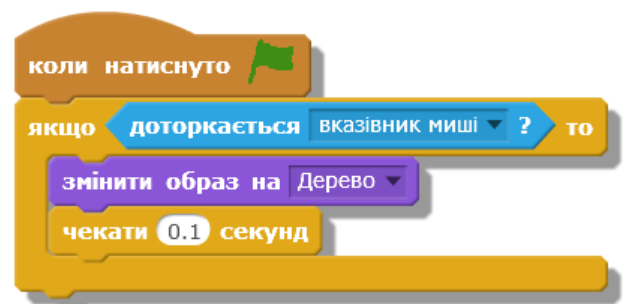 коли натиснуто
якщо доторкається вказівник миші ? то
змінити образ на Дерево
чекати 0.1 секунд